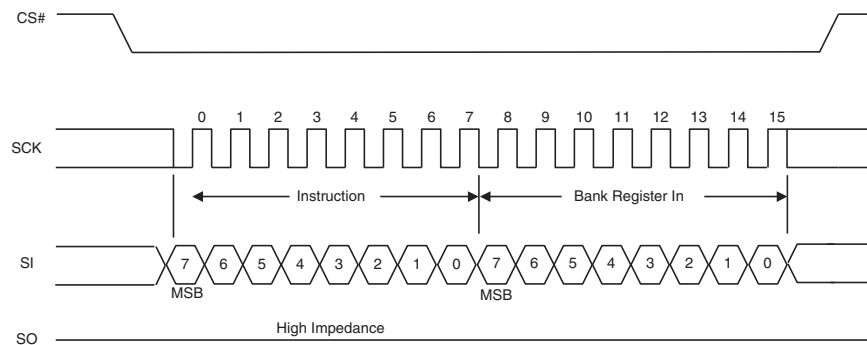 CS#
0 1 2 3 4 5 6 7 8 9 10 11 12 13 14 15
SCK
Instruction Bank Register In
SI 7 6 5 4 3 2 1 0 7 6 5 4 3 2 1 0
MSB MSB
High Impedance
SO